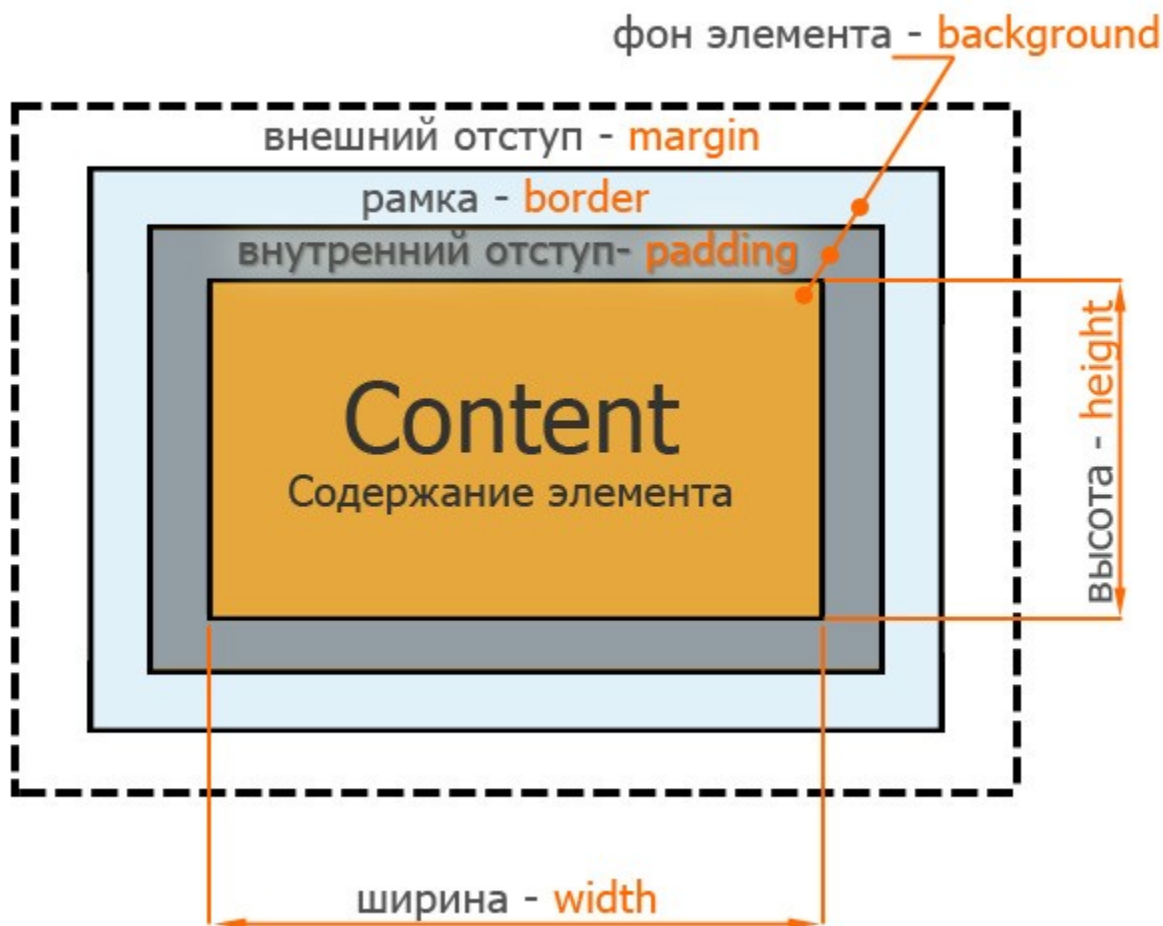 фон элемента - background
внешний отступ - margin
рамка - border
внутренний отступ- padding
Content
Содержание элемента
высота - height
ширина - width